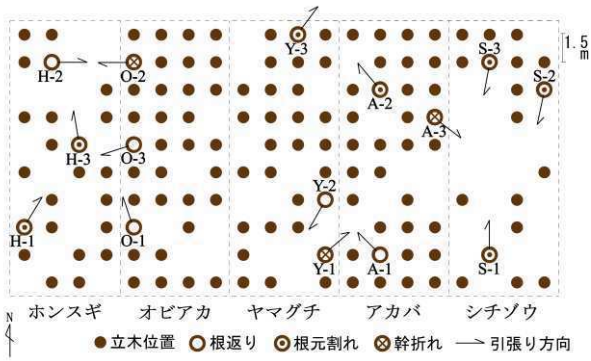 Y-3
S-3
1.5
m
H-2
O-2
S-2
A-2
A-3
H-3
O-3
Y-2
H-1
O-1
Y-1
A-1
S-1
N
ホンスギ オビアカ ヤマグチ アカバ シチゾウ
立木位置 根返り 根元割れ 幹折れ 引張り方向